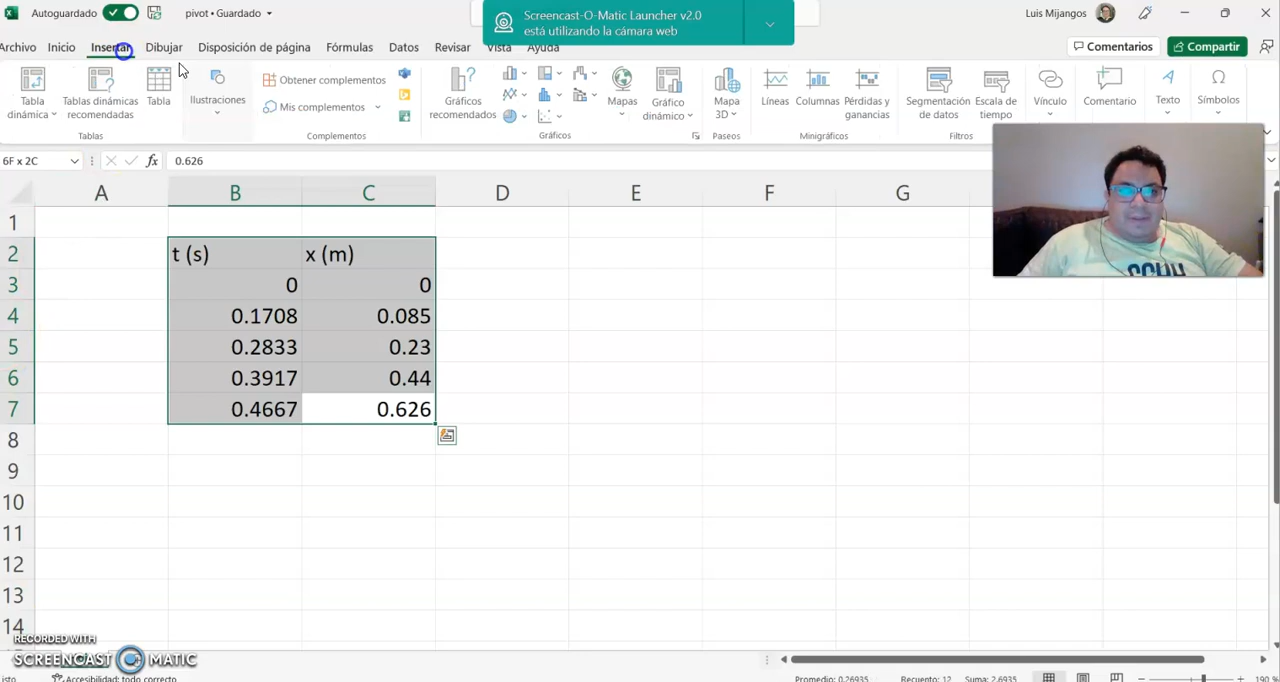 Autoguardado
pivot • Guardado
Screencast-O-Matic Launcher v2.0
está utilizando la cámara web
Luis Mijangos
Archivo Inicio Insertar Dibujar Disposición de página Fórmulas Datos Revisar Vista Ayuda
Comentarios Compartir
Tabla dinámica
Tablas dinámicas recomendadas
Tabla
Tablas
Ilustraciones
Obtener complementos
Mis complementos
Complementos
Gráficos recomendados
Mapas
Gráfico dinámico
Gráficos
Mapa 3D
Paseos
Líneas
Columnas
Pérdidas y ganancias
Minigráficos
Segmentación de datos
Escala de tiempo
Filtros
Vínculo
Comentario
Texto
Símbolos
6F x 2C fx 0.626
A B C D E F G
1
2 t (s) x (m)
3 0 0
4 0.1708 0.085
5 0.2833 0.23
6 0.3917 0.44
7 0.4667 0.626
8
9
10
11
12
13
14
RECORDED WITH
SCREENCAST MATIC
Accesibilidad: todo correcto
Promedio: 0.26935 Recuento: 12 Suma: 2.6935
190 %